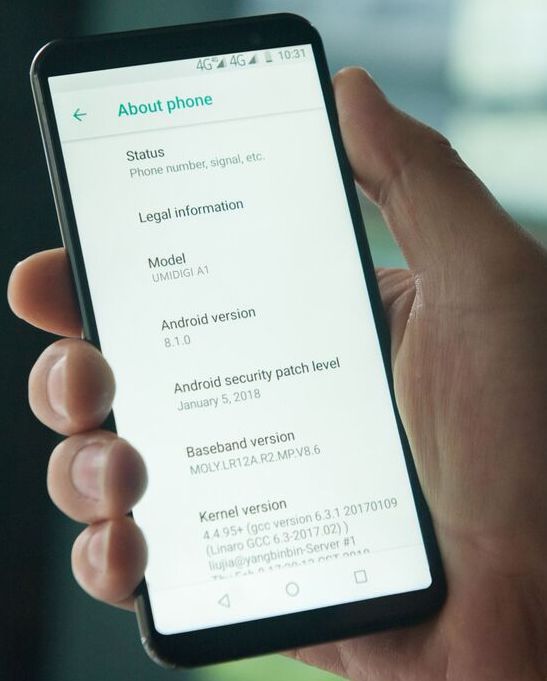 4G 4G 10:31
About phone
Status
Phone number, signal, etc.
Legal information
Model
UMIDIGI A1
Android version
8.1.0
Android security patch level
January 5, 2018
Baseband version
MOLY.LR12A.R2.MP.V8.6
Kernel version
4.4.95+ (gcc version 6.3.1 20170109
(Linaro GCC 6.3-2017.02) )
liujia@yangbinbin-Server #1